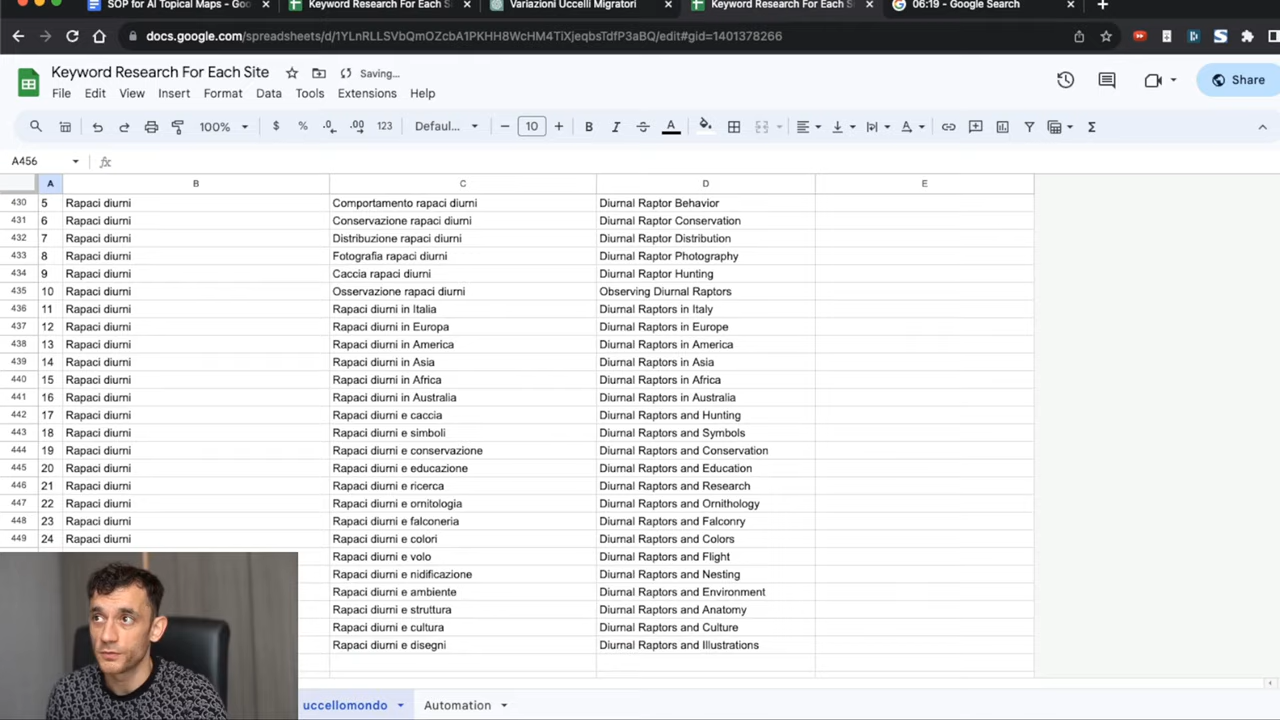 SOP for AI Topical Maps - Goo
Keyword Research For Each Si
Variazioni Uccelli Migratori
Keyword Research For Each S
06:19 - Google Search
docs.google.com/spreadsheets/d/1YLnRLLSVbQmOZcbA1PKHH8WcHM4TiXjeqbsTdfP3aBQ/edit#gid=1401378266
Keyword Research For Each Site
Saving...
File Edit View Insert Format Data Tools Extensions Help
Share
100% $ % .0 .00 123 Defaul... 10 B I S A Σ
A456 fx
A B C D E
430 5 Rapaci diurni Comportamento rapaci diurni Diurnal Raptor Behavior
431 6 Rapaci diurni Conservazione rapaci diurni Diurnal Raptor Conservation
432 7 Rapaci diurni Distribuzione rapaci diurni Diurnal Raptor Distribution
433 8 Rapaci diurni Fotografia rapaci diurni Diurnal Raptor Photography
434 9 Rapaci diurni Caccia rapaci diurni Diurnal Raptor Hunting
435 10 Rapaci diurni Osservazione rapaci diurni Observing Diurnal Raptors
436 11 Rapaci diurni Rapaci diurni in Italia Diurnal Raptors in Italy
437 12 Rapaci diurni Rapaci diurni in Europa Diurnal Raptors in Europe
438 13 Rapaci diurni Rapaci diurni in America Diurnal Raptors in America
439 14 Rapaci diurni Rapaci diurni in Asia Diurnal Raptors in Asia
440 15 Rapaci diurni Rapaci diurni in Africa Diurnal Raptors in Africa
441 16 Rapaci diurni Rapaci diurni in Australia Diurnal Raptors in Australia
442 17 Rapaci diurni Rapaci diurni e caccia Diurnal Raptors and Hunting
443 18 Rapaci diurni Rapaci diurni e simboli Diurnal Raptors and Symbols
444 19 Rapaci diurni Rapaci diurni e conservazione Diurnal Raptors and Conservation
445 20 Rapaci diurni Rapaci diurni e educazione Diurnal Raptors and Education
446 21 Rapaci diurni Rapaci diurni e ricerca Diurnal Raptors and Research
447 22 Rapaci diurni Rapaci diurni e ornitologia Diurnal Raptors and Ornithology
448 23 Rapaci diurni Rapaci diurni e falconeria Diurnal Raptors and Falconry
449 24 Rapaci diurni Rapaci diurni e colori Diurnal Raptors and Colors
Rapaci diurni e volo Diurnal Raptors and Flight
Rapaci diurni e nidificazione Diurnal Raptors and Nesting
Rapaci diurni e ambiente Diurnal Raptors and Environment
Rapaci diurni e struttura Diurnal Raptors and Anatomy
Rapaci diurni e cultura Diurnal Raptors and Culture
Rapaci diurni e disegni Diurnal Raptors and Illustrations
uccellomondo Automation